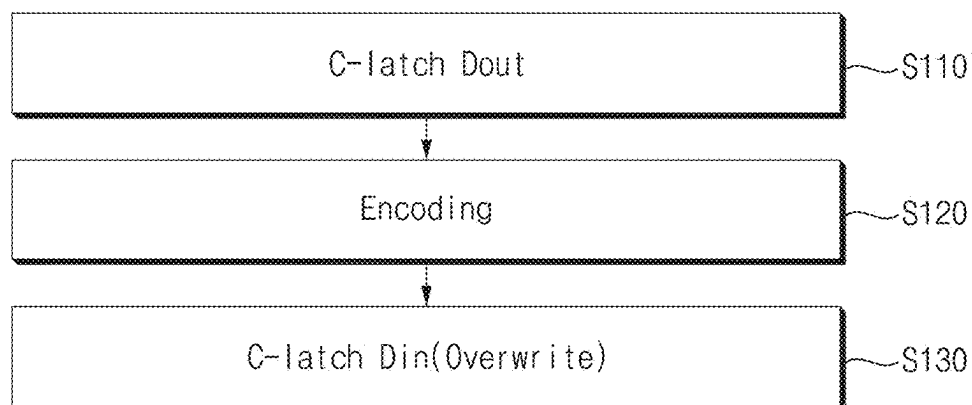 C-latch Dout
S110
Encoding
S120
C-latch Din(Overwrite)
S130